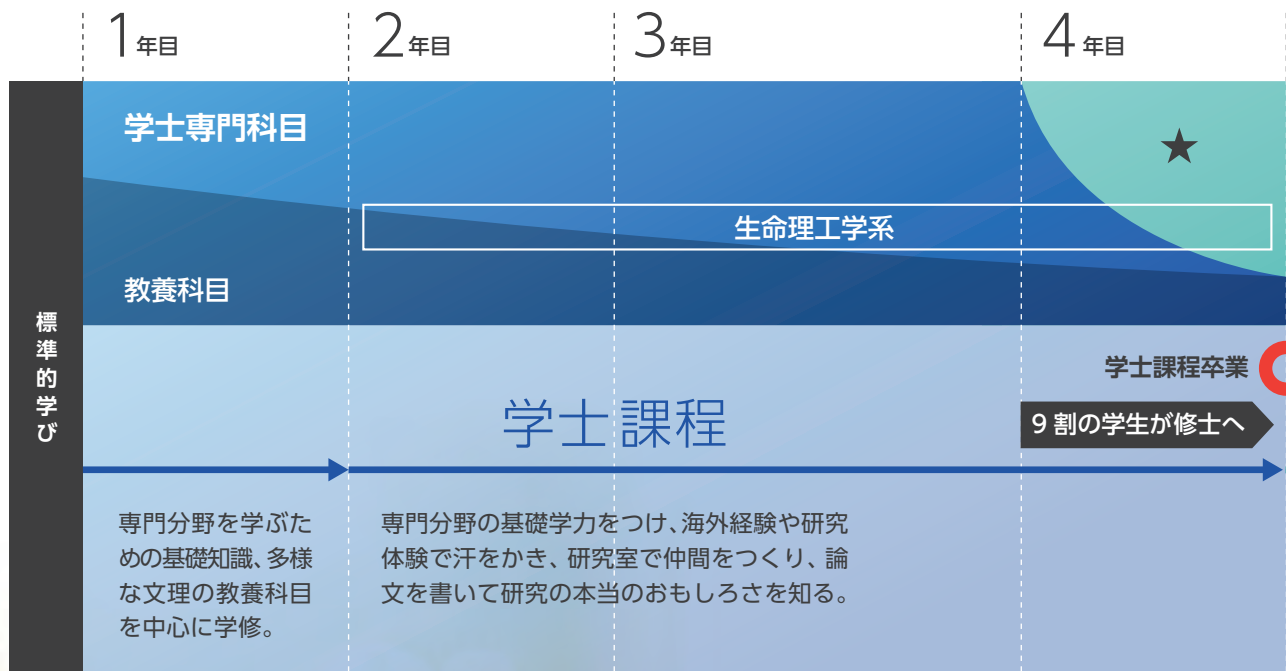 1年目
2年目
3年目
4年目
標準的学び
学士専門科目
★
生命理工学系
教養科目
学士課程卒業
9割の学生が修士へ
学士課程
専門分野を学ぶた
めの基礎知識、多様
な文理の教養科目
を中心に学修。
専門分野の基礎学力をつけ、海外経験や研究
体験で汗をかき、研究室で仲間をつくり、論
文を書いて研究の本当のおもしろさを知る。